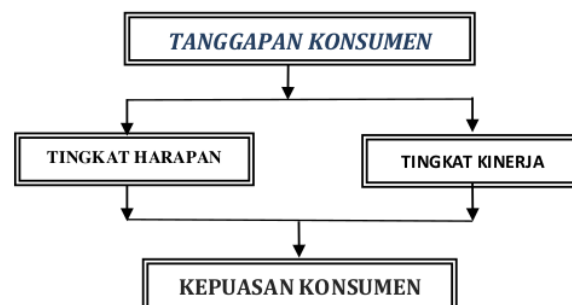 TANGGAPAN KONSUMEN
TINGKAT HARAPAN
TINGKAT KINERJA
KEPUASAN KONSUMEN